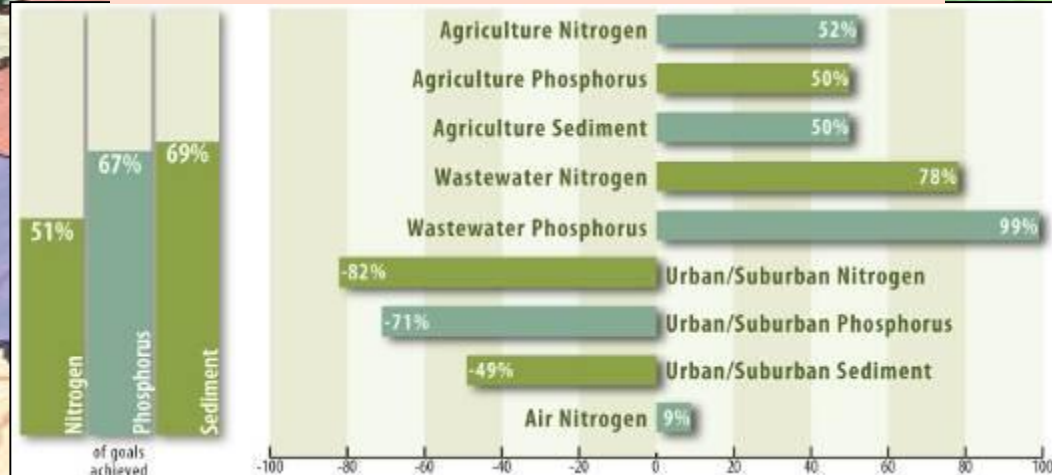 51%
67%
69%
Nitrogen
Phosphorus
Sediment
of goals
achieved
Agriculture Nitrogen 52%
Agriculture Phosphorus 50%
Agriculture Sediment 50%
Wastewater Nitrogen 78%
Wastewater Phosphorus 99%
-82% Urban/Suburban Nitrogen
-71% Urban/Suburban Phosphorus
-49% Urban/Suburban Sediment
Air Nitrogen 9%
-100 -80 -60 -40 -20 0 20 40 60 80 100